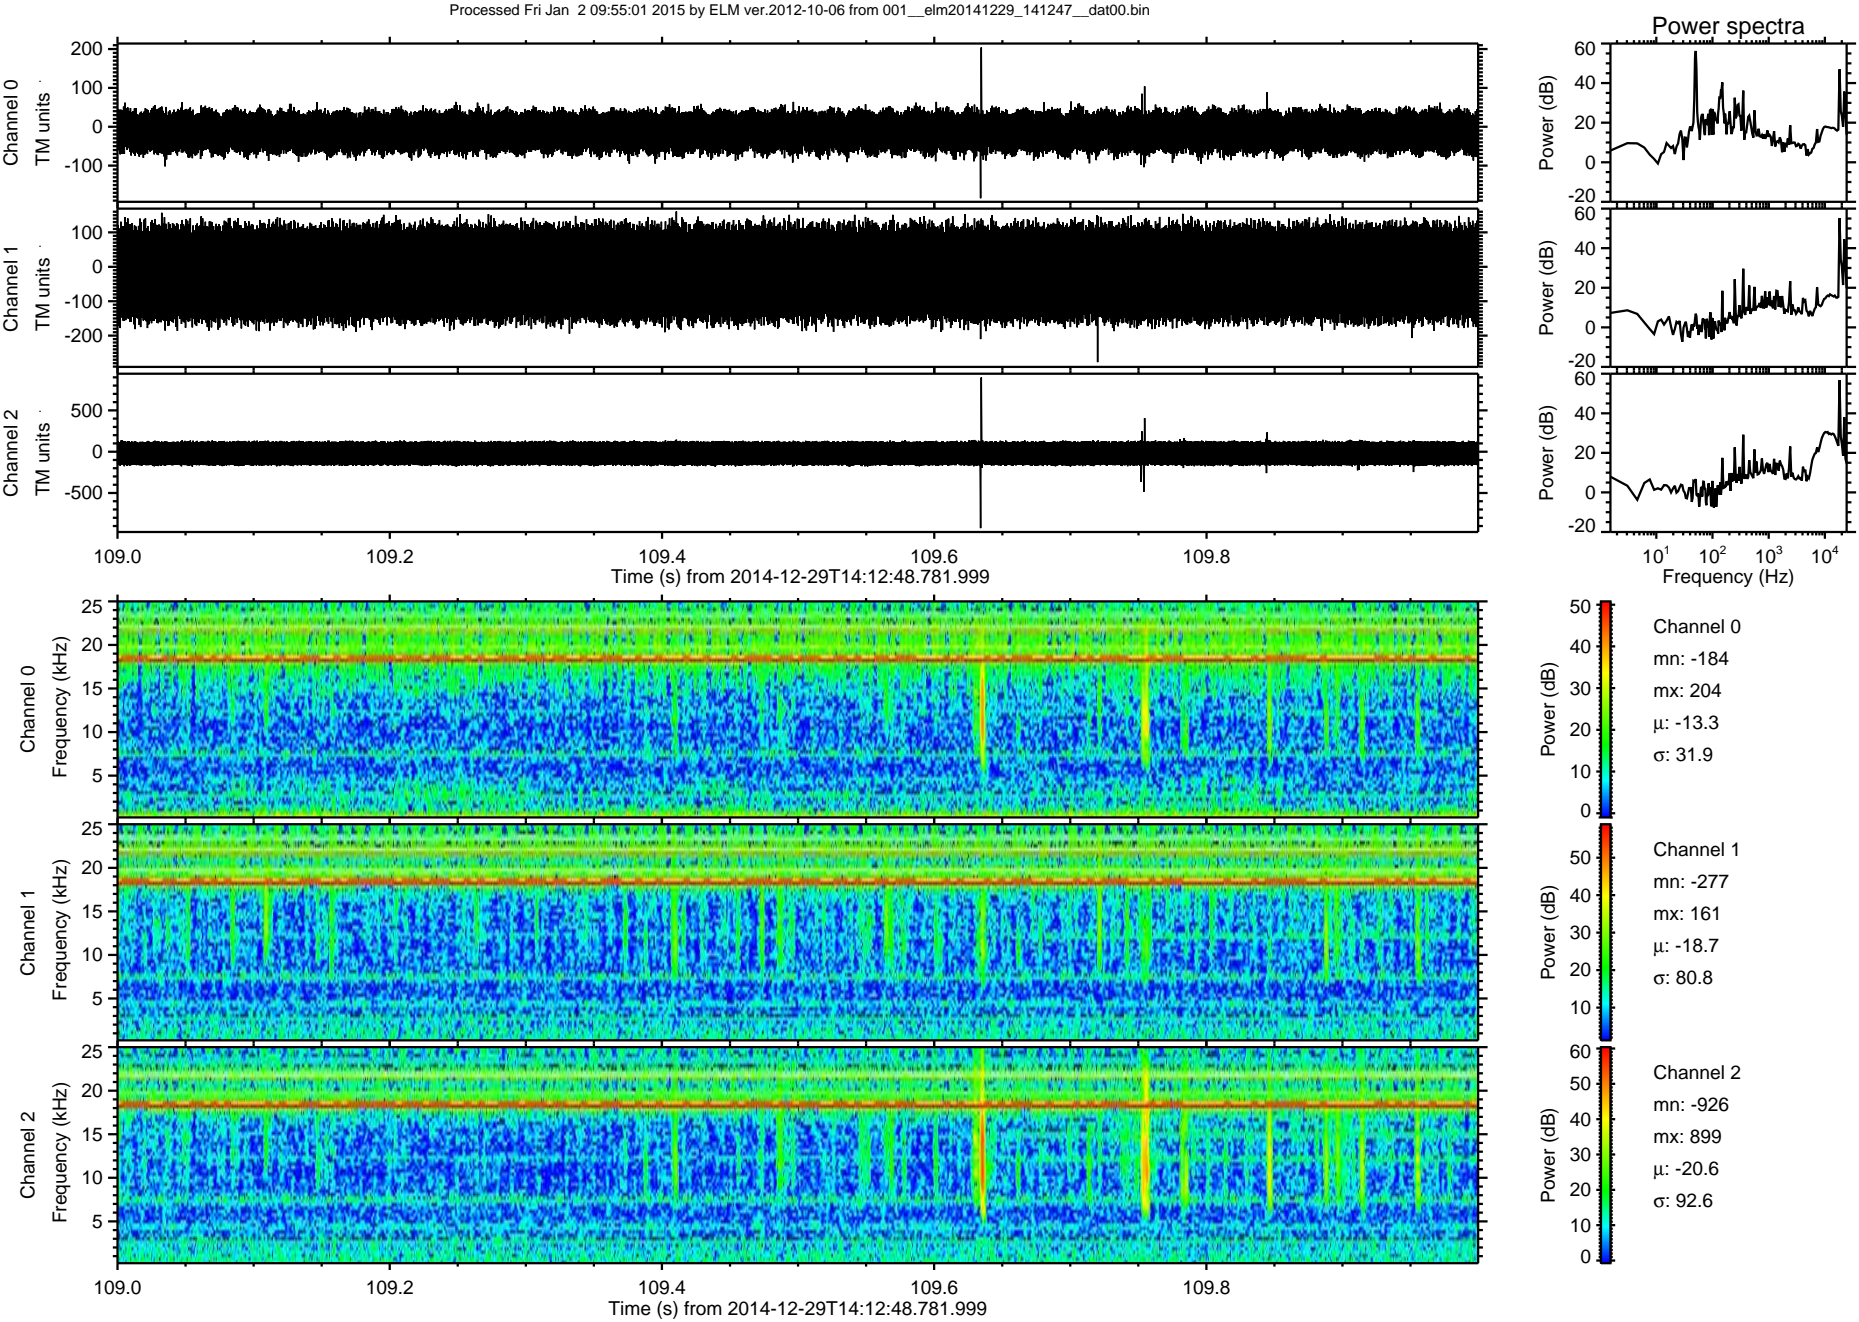 Processed Fri Jan  2 09:55:01 2015 by ELM ver.2012-10-06 from 001__elm20141229_141247__dat00.bin
Power spectra
Channel 0
TM units
200
100
0
-100
Power (dB)
60
40
20
0
-20
Channel 1
TM units
100
0
-100
-200
Power (dB)
60
40
20
0
-20
Channel 2
TM units
500
0
-500
Power (dB)
60
40
20
0
-20
109.0 109.2 109.4 109.6 109.8
Time (s) from 2014-12-29T14:12:48.781.999
10¹ 10² 10³ 10⁴
Frequency (Hz)
Channel 0
Frequency (kHz)
25
20
15
10
5
Power (dB)
50
40
30
20
10
0
Channel 0
mn: -184
mx: 204
μ: -13.3
σ: 31.9
Channel 1
Frequency (kHz)
25
20
15
10
5
Power (dB)
50
40
30
20
10
Channel 1
mn: -277
mx: 161
μ: -18.7
σ: 80.8
Channel 2
Frequency (kHz)
25
20
15
10
5
Power (dB)
60
50
40
30
20
10
0
Channel 2
mn: -926
mx: 899
μ: -20.6
σ: 92.6
109.0 109.2 109.4 109.6 109.8
Time (s) from 2014-12-29T14:12:48.781.999